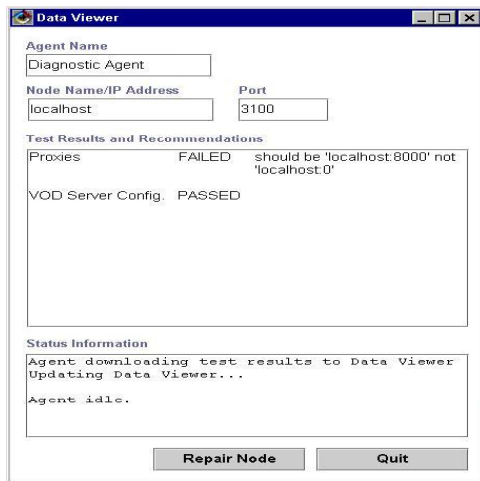 Data Viewer
Agent Name
Diagnostic Agent
Node Name/IP Address Port
localhost 3100
Test Results and Recommendations
Proxies FAILED should be 'localhost:8000' not
'localhost:0'
VOD Server Config. PASSED
Status Information
Agent downloading test results to Data Viewer
Updating Data Viewer...
Agent idle.
Repair Node Quit